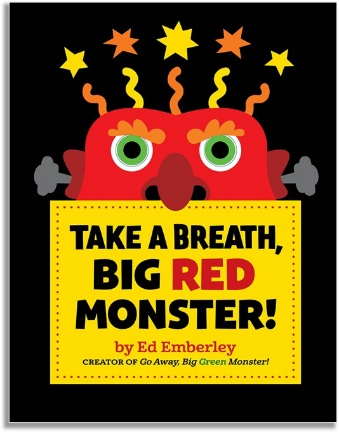 TAKE A BREATH,
BIG RED
MONSTER!
by Ed Emberley
CREATOR OF Go Away, Big Green Monster!